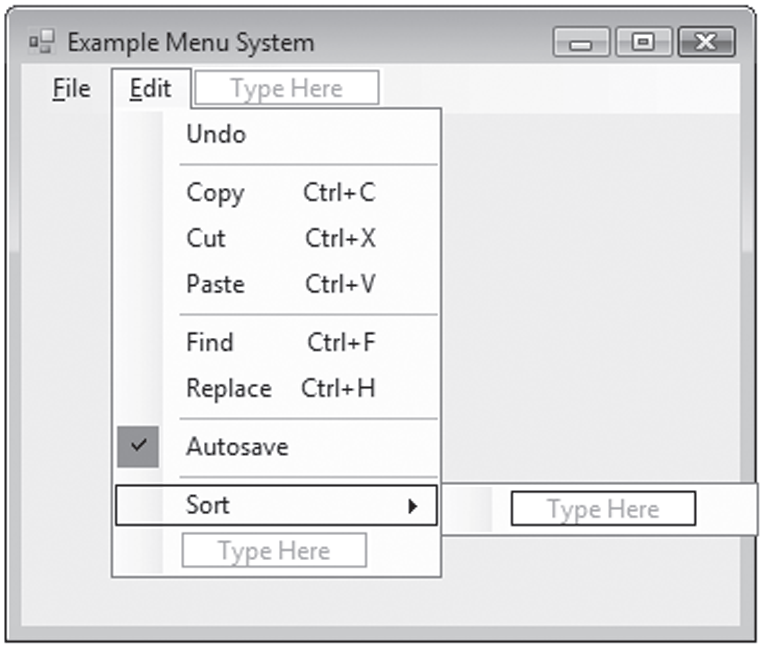 Example Menu System
File Edit Type Here
Undo
Copy Ctrl+C
Cut Ctrl+X
Paste Ctrl+V
Find Ctrl+F
Replace Ctrl+H
Autosave
Sort Type Here
Type Here